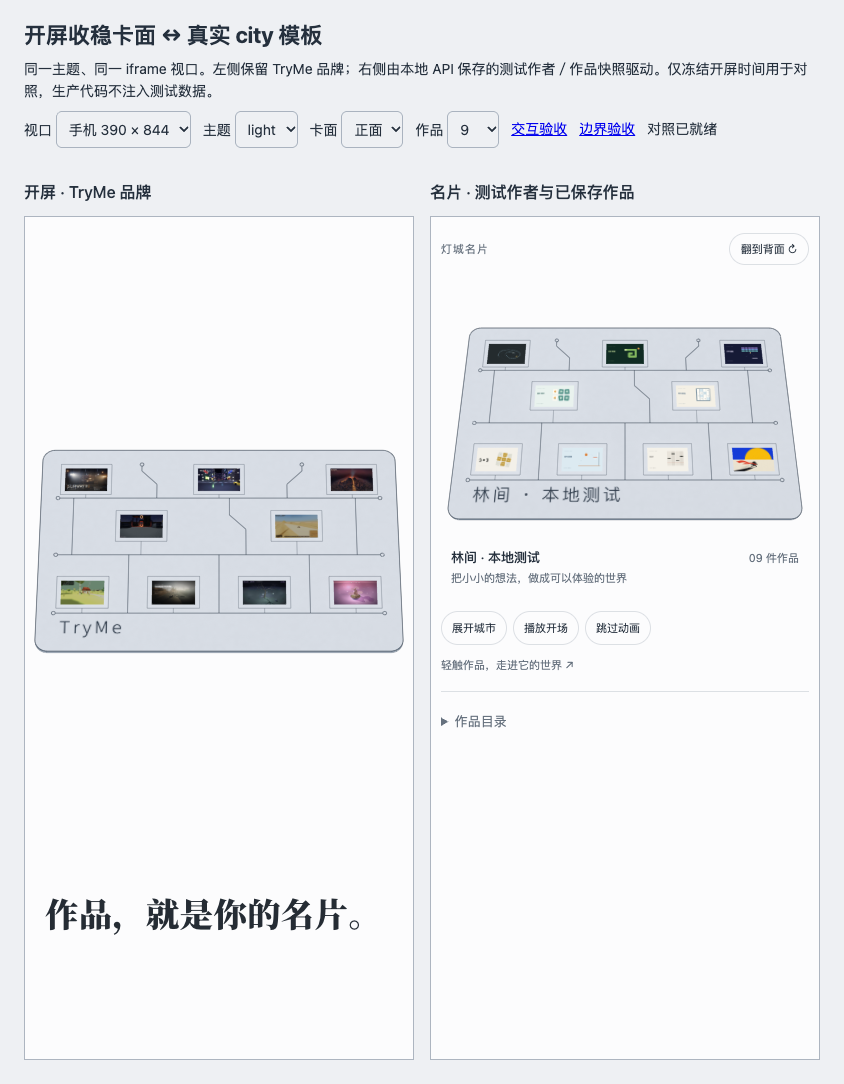 开屏收稳卡面 ↔ 真实 city 模板
同一主题、同一 iframe 视口。左侧保留 TryMe 品牌；右侧由本地 API 保存的测试作者 / 作品快照驱动。仅冻结开屏时间用于对
照，生产代码不注入测试数据。
视口 手机 390 × 844 主题 light 卡面 正面 作品 9 交互验收 边界验收 对照已就绪
开屏 · TryMe 品牌
TryMe
作品，就是你的名片。
名片 · 测试作者与已保存作品
灯城名片 翻到背面 ↻
林间 · 本地测试
林间 · 本地测试 09 件作品
把小小的想法，做成可以体验的世界
展开城市 播放开场 跳过动画
轻触作品，走进它的世界 ↗
▶ 作品目录